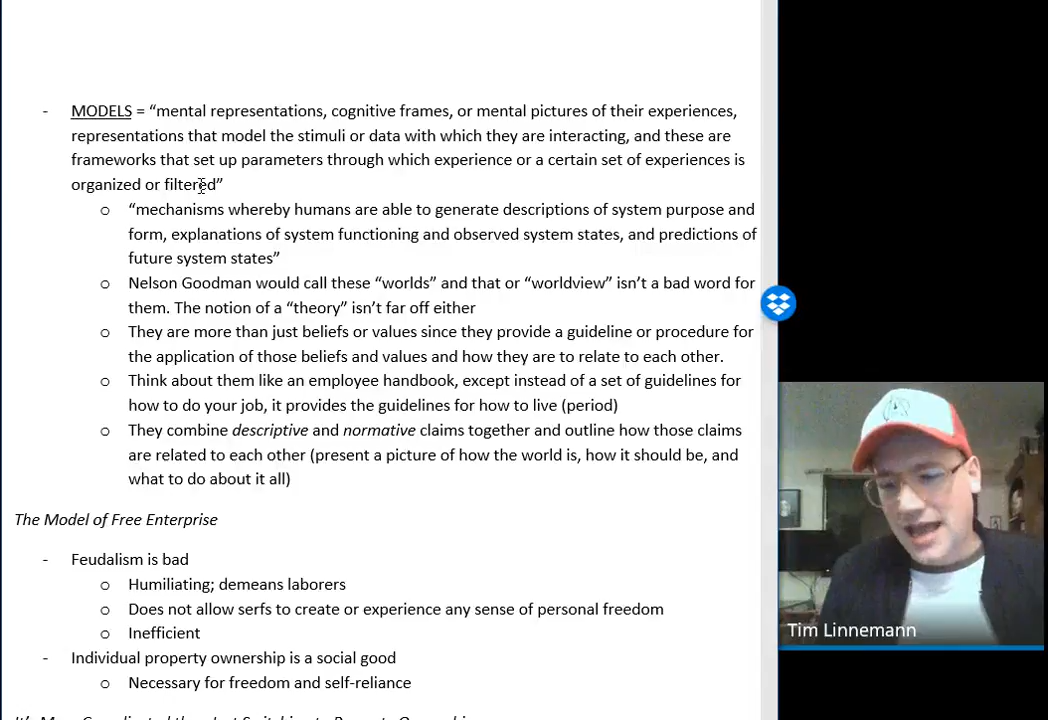 - MODELS = “mental representations, cognitive frames, or mental pictures of their experiences,
representations that model the stimuli or data with which they are interacting, and these are
frameworks that set up parameters through which experience or a certain set of experiences is
organized or filtered”
o “mechanisms whereby humans are able to generate descriptions of system purpose and
form, explanations of system functioning and observed system states, and predictions of
future system states”
o Nelson Goodman would call these “worlds” and that or “worldview” isn’t a bad word for
them. The notion of a “theory” isn’t far off either
o They are more than just beliefs or values since they provide a guideline or procedure for
the application of those beliefs and values and how they are to relate to each other.
o Think about them like an employee handbook, except instead of a set of guidelines for
how to do your job, it provides the guidelines for how to live (period)
o They combine descriptive and normative claims together and outline how those claims
are related to each other (present a picture of how the world is, how it should be, and
what to do about it all)
The Model of Free Enterprise
- Feudalism is bad
o Humiliating; demeans laborers
o Does not allow serfs to create or experience any sense of personal freedom
o Inefficient
- Individual property ownership is a social good
o Necessary for freedom and self-reliance
Tim Linnemann